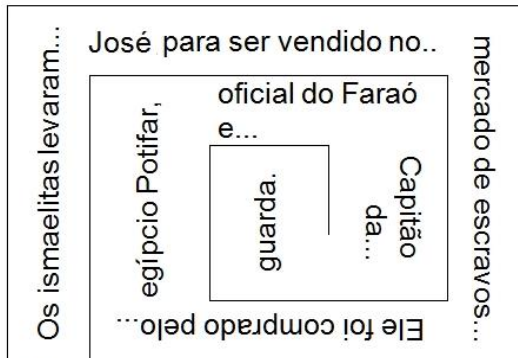 Os ismaelitas levaram...
José para ser vendido no..
mercado de escravos...
Ele foi comprado pelo...
egípcio Potifar,
oficial do Faraó
e...
Capitão
da...
guarda.